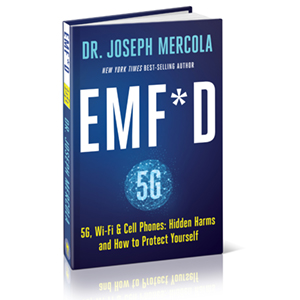 DR. JOSEPH MERCOLA
NEW YORK TIMES BEST-SELLING AUTHOR
EMF*D
5G
5G, Wi-Fi & Cell Phones: Hidden Harms
and How to Protect Yourself
EMF*D
DR. JOSEPH MERCOLA